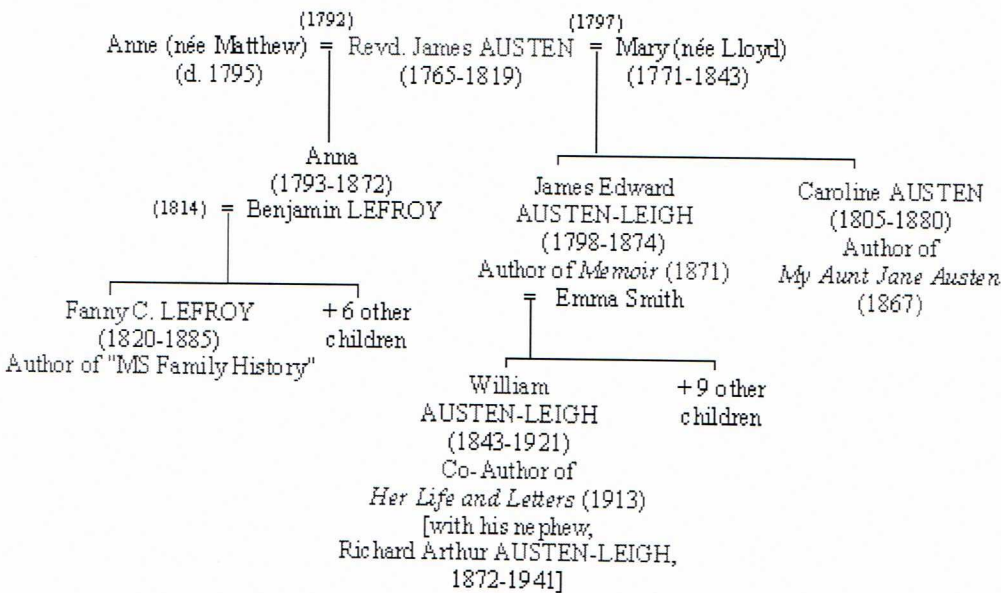 (1792) (1797)
Anne (née Matthew) = Revd. James AUSTEN = Mary (née Lloyd)
(d. 1795) (1765-1819) (1771-1843)
Anna
(1793-1872)
(1814) = Benjamin LEFROY
James Edward
AUSTEN-LEIGH
(1798-1874)
Author of Memoir (1871)
= Emma Smith
Caroline AUSTEN
(1805-1880)
Author of
My Aunt Jane Austen
(1867)
Fanny C. LEFROY
(1820-1885)
Author of "MS Family History"
+ 6 other
children
William
AUSTEN-LEIGH
(1843-1921)
Co-Author of
Her Life and Letters (1913)
[with his nephew,
Richard Arthur AUSTEN-LEIGH,
1872-1941]
+ 9 other
children